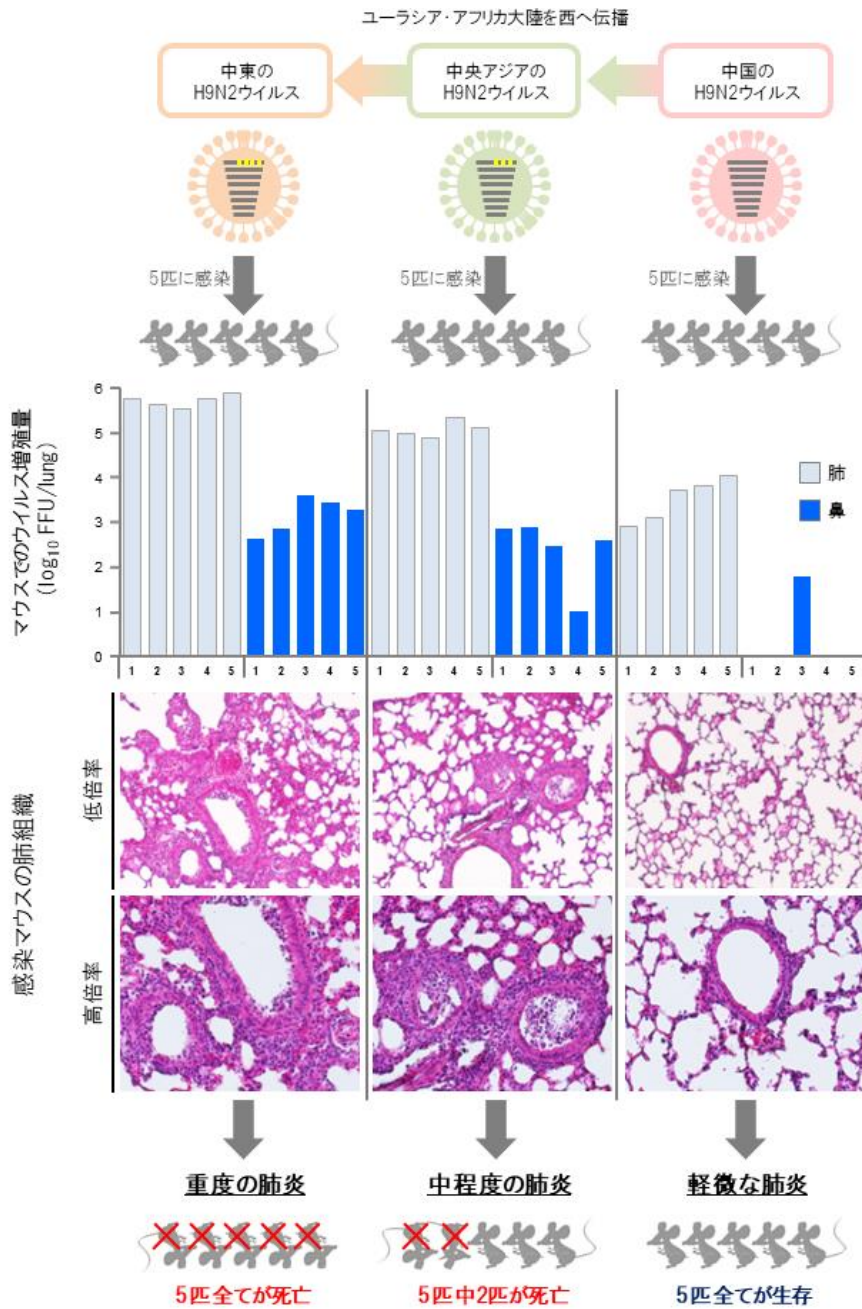 ユーラシア・アフリカ大陸を西へ伝播
中東の
H9N2ウイルス
中央アジアの
H9N2ウイルス
中国の
H9N2ウイルス
5匹に感染
5匹に感染
5匹に感染
マウスでのウイルス増殖量
(log10 FFU/lung)
6
5
4
3
2
1
0
肺
鼻
1 2 3 4 5 1 2 3 4 5 1 2 3 4 5 1 2 3 4 5 1 2 3 4 5 1 2 3 4 5
感染マウスの肺組織
低倍率
高倍率
重度の肺炎
中程度の肺炎
軽微な肺炎
5匹全てが死亡
5匹中2匹が死亡
5匹全てが生存